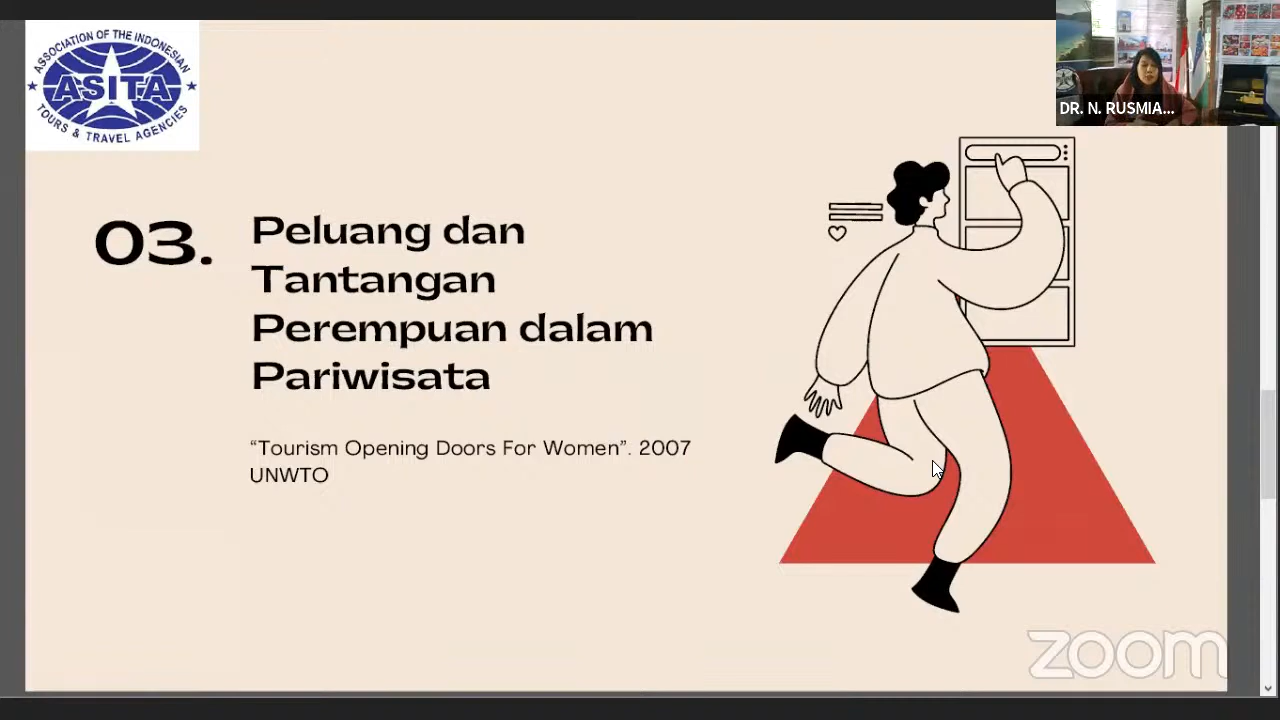 ASSOCIATION OF THE INDONESIAN
ASITA
TOURS & TRAVEL AGENCIES
DR. N. RUSMIA...
03.
Peluang dan
Tantangan
Perempuan dalam
Pariwisata
“Tourism Opening Doors For Women”. 2007
UNWTO
zoom